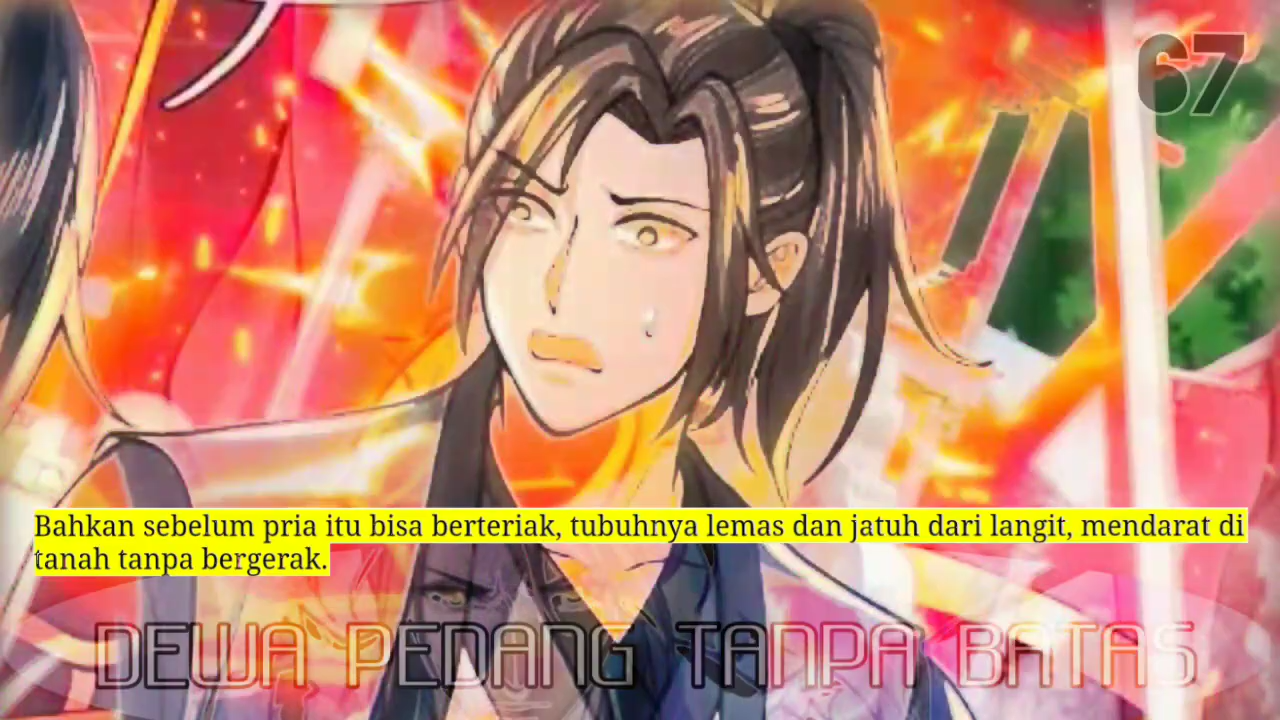 67
Bahkan sebelum pria itu bisa berteriak, tubuhnya lemas dan jatuh dari langit, mendarat di
tanah tanpa bergerak.
DEWA PEDANG TANPA BATAS